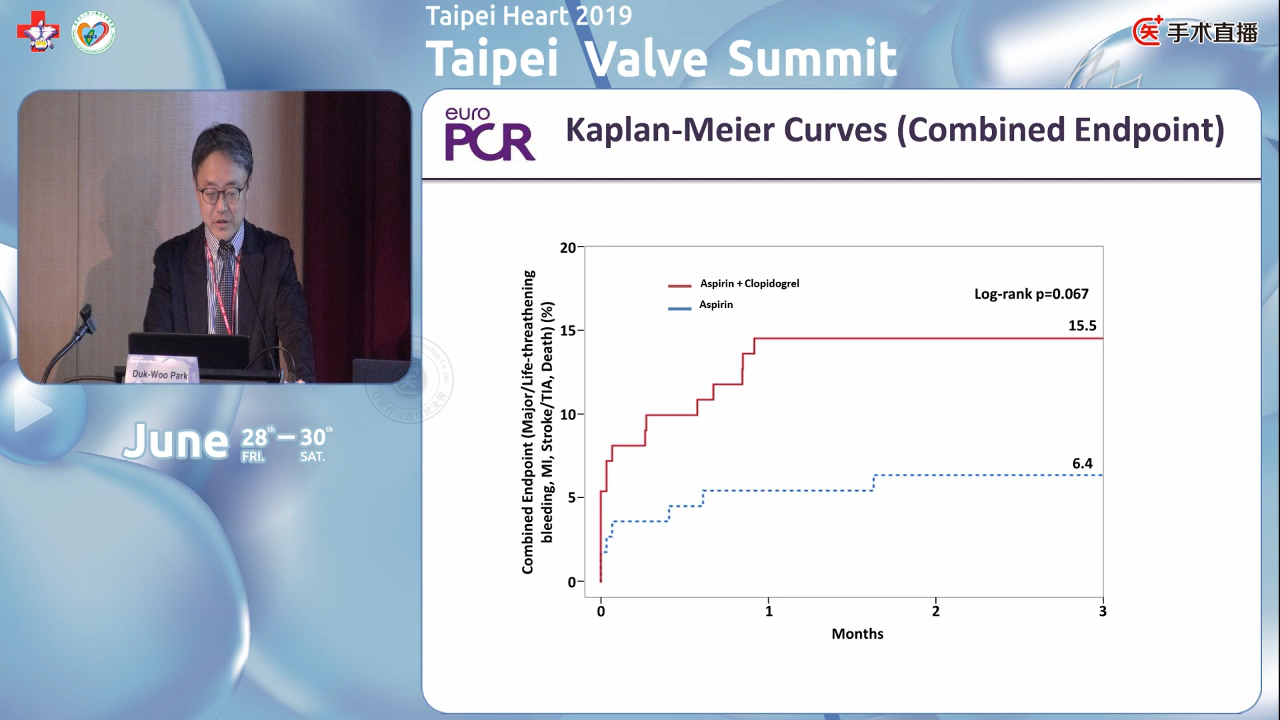 Taipei Heart 2019
Taipei Valve Summit
手术直播
euro
PCR
Kaplan-Meier Curves (Combined Endpoint)
Combined Endpoint (Major/Life-threathening
bleeding, MI, Stroke/TIA, Death) (%)
20
15
10
5
0
Aspirin + Clopidogrel
Aspirin
Log-rank p=0.067
15.5
6.4
0 1 2 3
Months
Duk-Woo Park
June 28th — 30th
FRI. SAT.